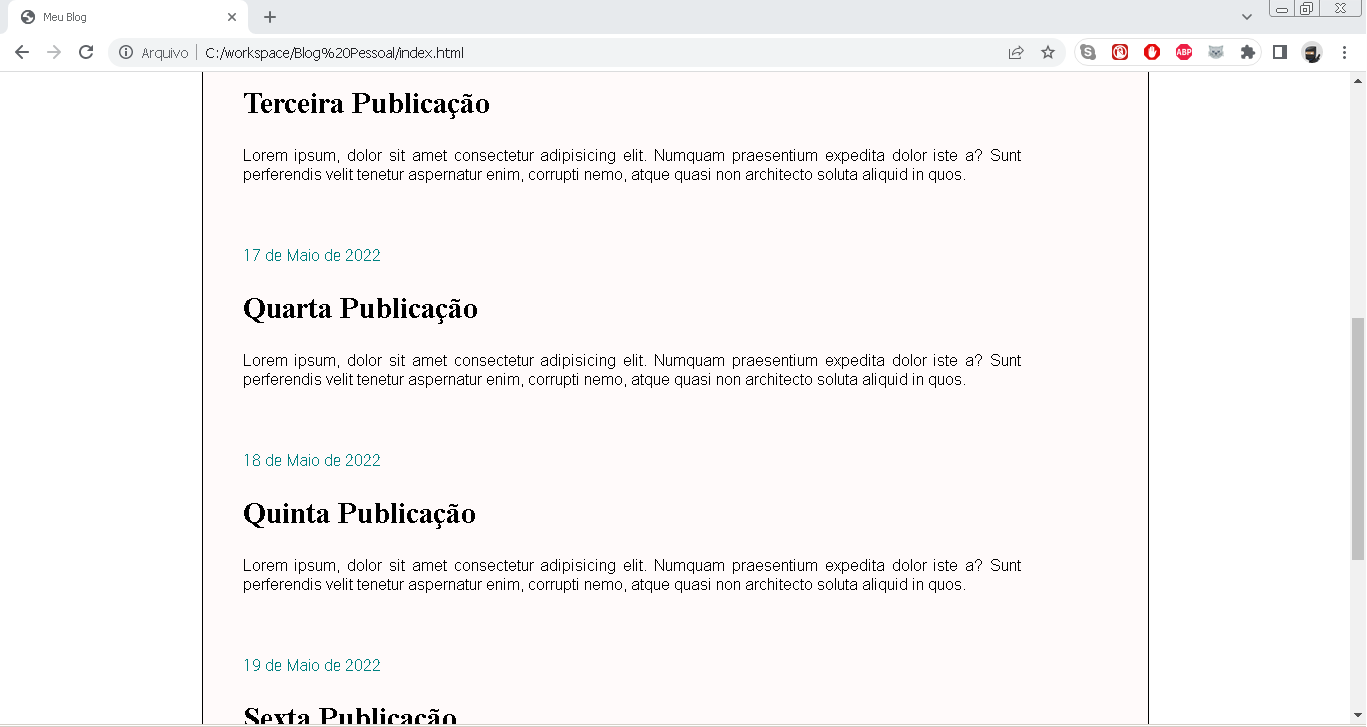 Meu Blog
Arquivo | C:/workspace/Blog%20Pessoal/index.html
ABP
Terceira Publicação
Lorem ipsum, dolor sit amet consectetur adipisicing elit. Numquam praesentium expedita dolor iste a? Sunt
perferendis velit tenetur aspernatur enim, corrupti nemo, atque quasi non architecto soluta aliquid in quos.
17 de Maio de 2022
Quarta Publicação
Lorem ipsum, dolor sit amet consectetur adipisicing elit. Numquam praesentium expedita dolor iste a? Sunt
perferendis velit tenetur aspernatur enim, corrupti nemo, atque quasi non architecto soluta aliquid in quos.
18 de Maio de 2022
Quinta Publicação
Lorem ipsum, dolor sit amet consectetur adipisicing elit. Numquam praesentium expedita dolor iste a? Sunt
perferendis velit tenetur aspernatur enim, corrupti nemo, atque quasi non architecto soluta aliquid in quos.
19 de Maio de 2022
Sexta Publicação